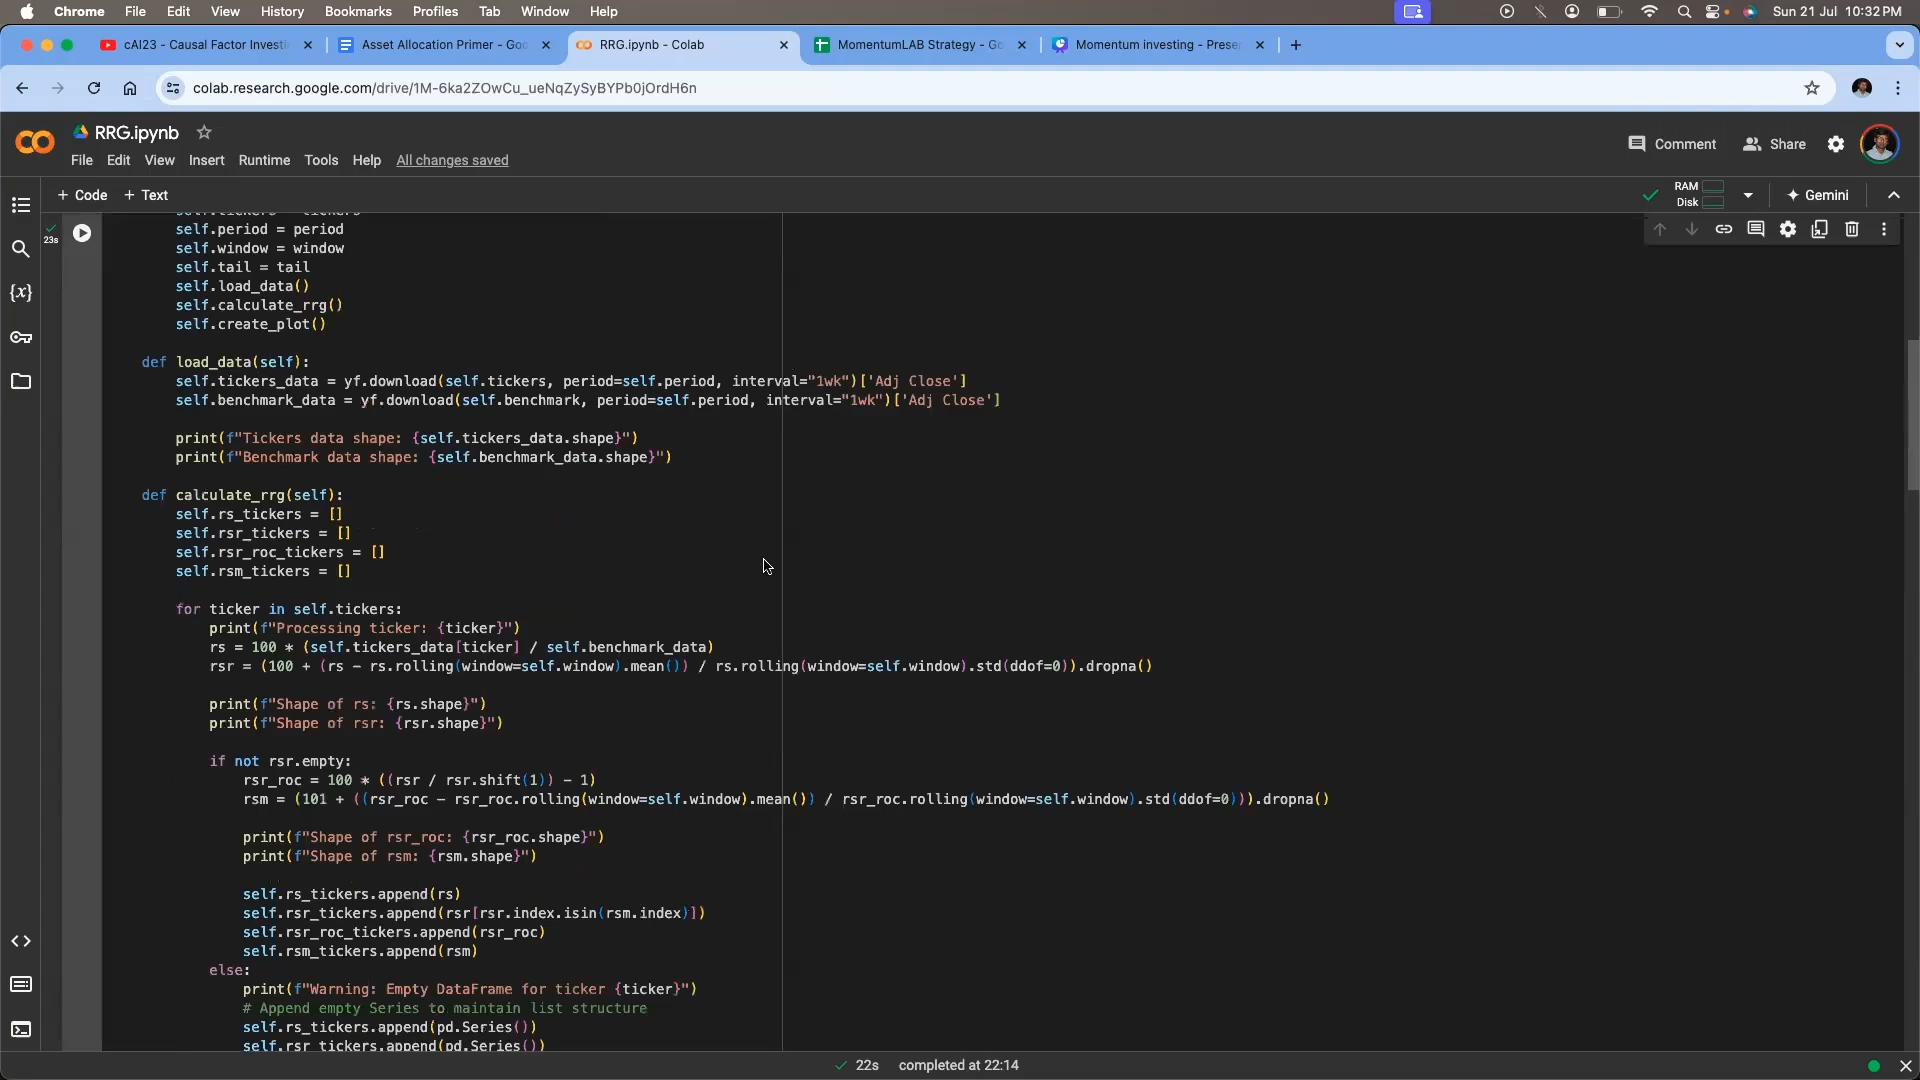 Chrome File Edit View History Bookmarks Profiles Tab Window Help Sun 21 Jul 10:32 PM
cAI23 - Causal Factor Investi Asset Allocation Primer - Goo RRG.ipynb - Colab MomentumLAB Strategy - Go Momentum investing - Prese
colab.research.google.com/drive/1M-6ka2ZOwCu_ueNqZySyBYPb0jOrdH6n
CO RRG.ipynb
File Edit View Insert Runtime Tools Help All changes saved
Comment Share
+ Code + Text
RAM
Disk
Gemini
23s
self.tickers = tickers
self.period = period
self.window = window
self.tail = tail
self.load_data()
self.calculate_rrg()
self.create_plot()
def load_data(self):
self.tickers_data = yf.download(self.tickers, period=self.period, interval="1wk")['Adj Close']
self.benchmark_data = yf.download(self.benchmark, period=self.period, interval="1wk")['Adj Close']
print(f"Tickers data shape: {self.tickers_data.shape}")
print(f"Benchmark data shape: {self.benchmark_data.shape}")
def calculate_rrg(self):
self.rs_tickers = []
self.rsr_tickers = []
self.rsr_roc_tickers = []
self.rsm_tickers = []
for ticker in self.tickers:
print(f"Processing ticker: {ticker}")
rs = 100 * (self.tickers_data[ticker] / self.benchmark_data)
rsr = (100 + (rs - rs.rolling(window=self.window).mean()) / rs.rolling(window=self.window).std(ddof=0)).dropna()
print(f"Shape of rs: {rs.shape}")
print(f"Shape of rsr: {rsr.shape}")
if not rsr.empty:
rsr_roc = 100 * ((rsr / rsr.shift(1)) - 1)
rsm = (101 + ((rsr_roc - rsr_roc.rolling(window=self.window).mean()) / rsr_roc.rolling(window=self.window).std(ddof=0))).dropna()
print(f"Shape of rsr_roc: {rsr_roc.shape}")
print(f"Shape of rsm: {rsm.shape}")
self.rs_tickers.append(rs)
self.rsr_tickers.append(rsr[rsr.index.isin(rsm.index)])
self.rsr_roc_tickers.append(rsr_roc)
self.rsm_tickers.append(rsm)
else:
print(f"Warning: Empty DataFrame for ticker {ticker}")
# Append empty Series to maintain list structure
self.rs_tickers.append(pd.Series())
self.rsr_tickers.append(pd.Series())
22s completed at 22:14